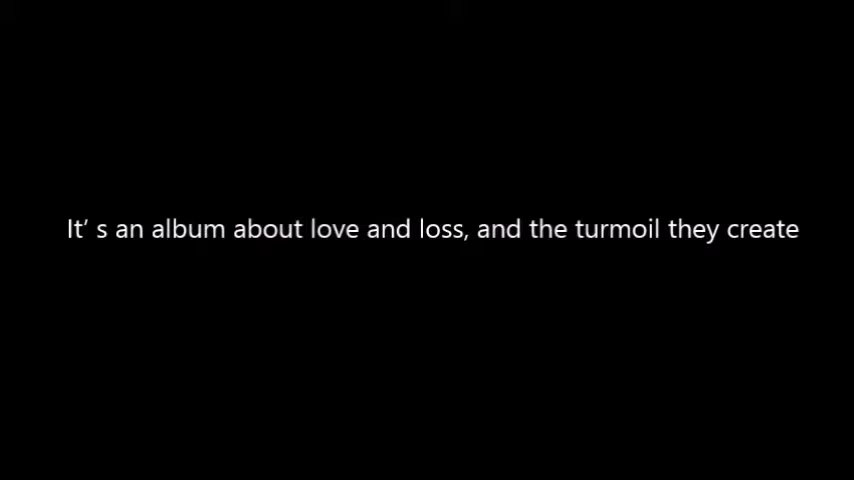 It’ s an album about love and loss, and the turmoil they create